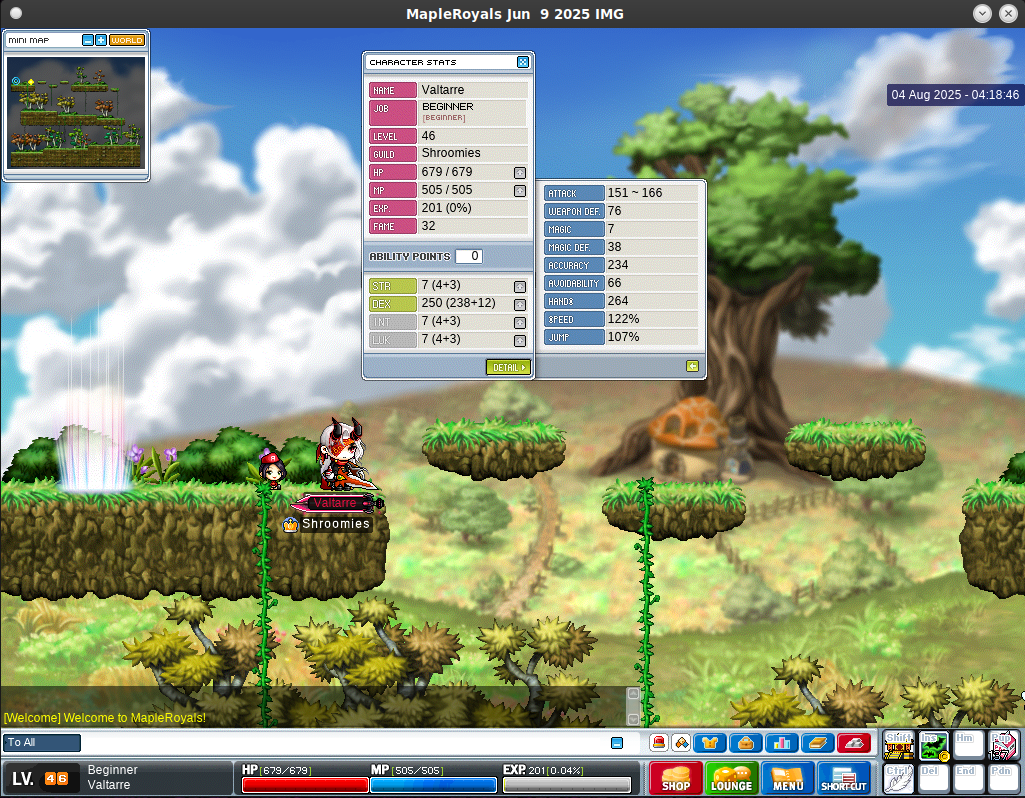 MapleRoyals Jun 9 2025 IMG
MINI MAP
WORLD
CHARACTER STATS
NAME Valtarre
JOB BEGINNER
[BEGINNER]
LEVEL 46
GUILD Shroomies
HP 679 / 679
MP 505 / 505
EXP. 201 (0%)
FAME 32
ABILITY POINTS 0
STR 7 (4+3)
DEX 250 (238+12)
INT 7 (4+3)
LUK 7 (4+3)
DETAIL
ATTACK 151 ~ 166
WEAPON DEF. 76
MAGIC 7
MAGIC DEF. 38
ACCURACY 234
AVOIDABILITY 66
HANDS 264
SPEED 122%
JUMP 107%
04 Aug 2025 - 04:18:46
Valtarre
Shroomies
[Welcome] Welcome to MapleRoyals!
To All
LV. 46
Beginner
Valtarre
HP[679/679]
MP[505/505]
EXP. 201[0.04%]
SHOP
LOUNGE
MENU
SHORTCUT
Shift
Ins
Hm
Pup
187
Ctrl
Del
End
Pdn